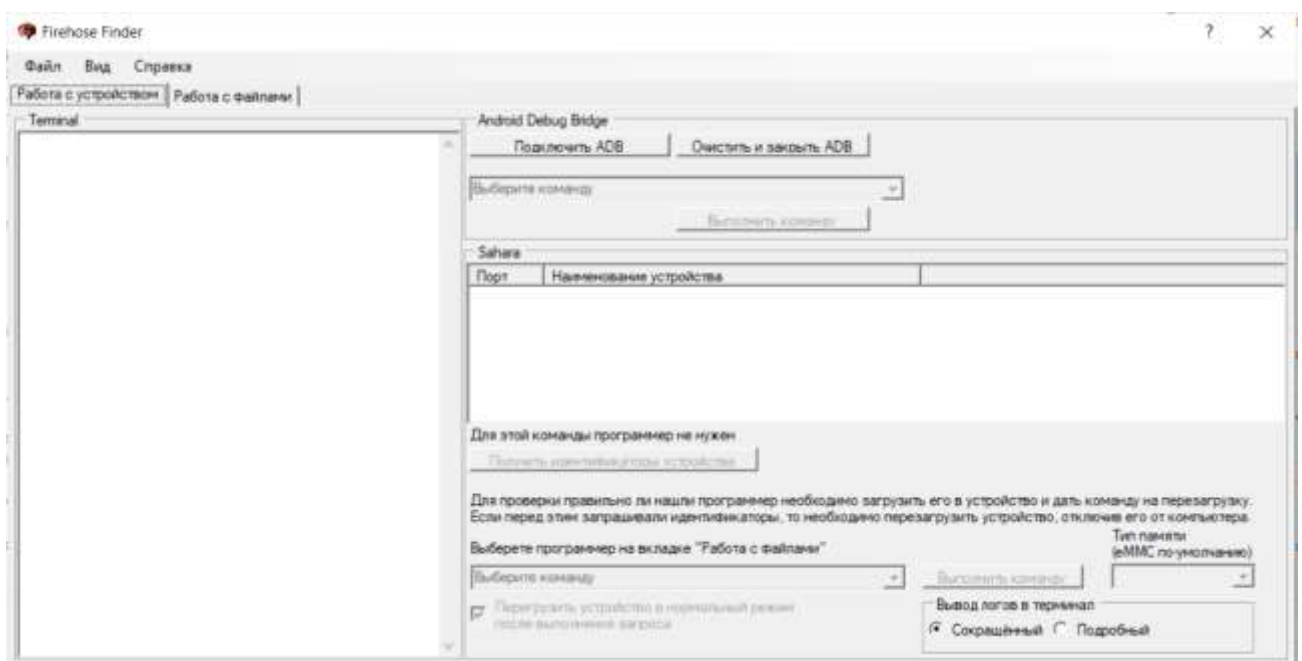 Firehose Finder
?
Файл Вид Справка
Работа с устройством Работа с файлами
Terminal
Android Debug Bridge
Подключить ADB Очистить и закрыть ADB
Выберите команду
Выполнить команду
Sahara
Порт Наименование устройства
Для этой команды программер не нужен
Получить идентификаторы устройства
Для проверки правильно ли нашли программер необходимо загрузить его в устройство и дать команду на перезагрузку.
Если перед этим запрашивали идентификаторы, то необходимо перезагрузить устройство, отключив его от компьютера.
Тип памяти
Выберете программер на вкладке "Работа с файлами" (eMMC по-умолчанию)
Выберите команду Выполнить команду
Перегрузить устройство в нормальный режим
после выполнения запроса
Вывод логов в терминал
Сокращённый Подробный